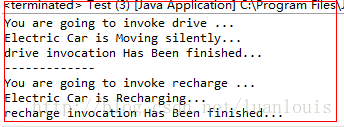 <terminated> Test (3) [Java Application] C:\Program Files\J
You are going to invoke drive ...
Electric Car is Moving silently...
drive invocation Has Been finished...
-------------
You are going to invoke recharge ...
Electric Car is Recharging...
recharge invocation Has Been finished...